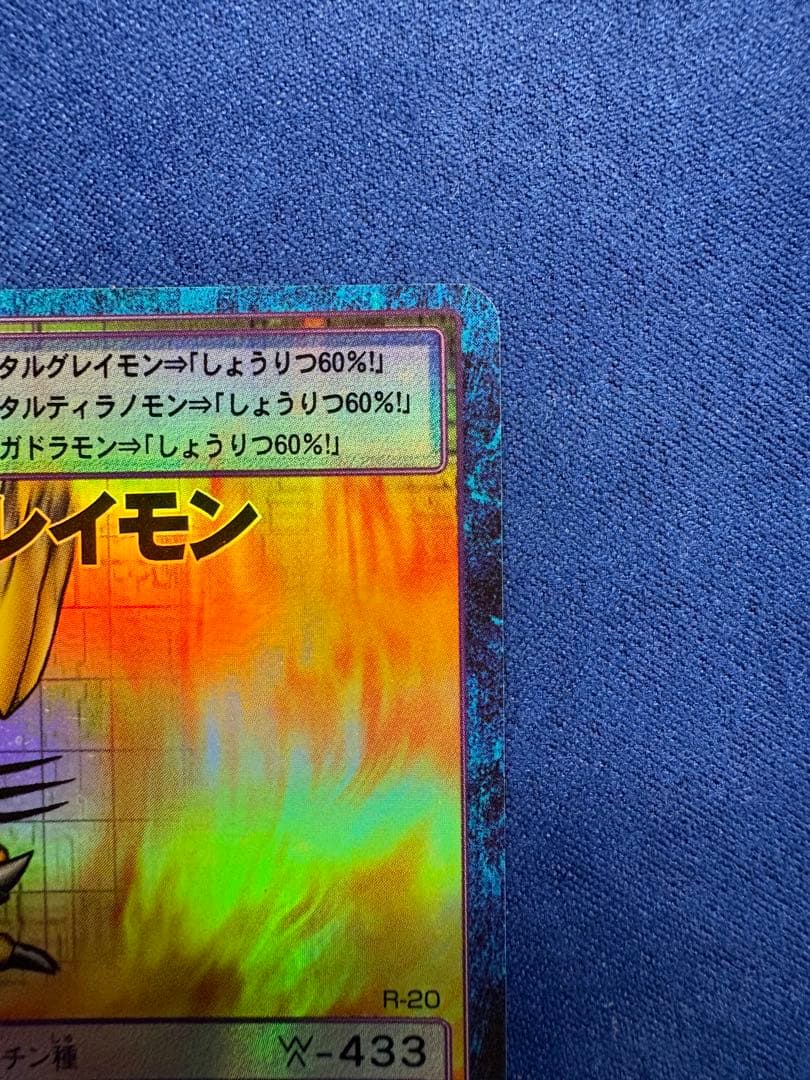 タルグレイモン⇒「しょうりつ60%!」
タルティラノモン⇒「しょうりつ60%!」
ガドラモン⇒「しょうりつ60%!」
レイモン
R-20
チン種
しゅ
-433